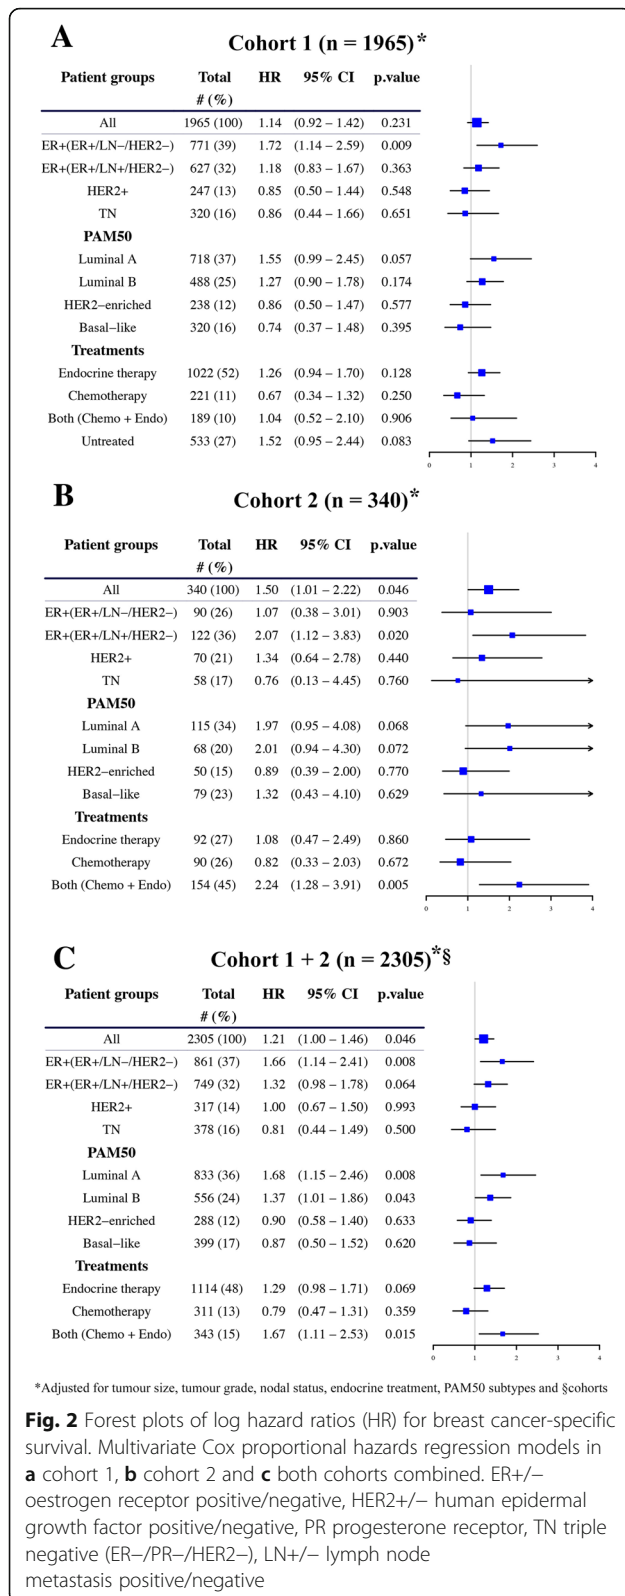 A
Cohort 1 (n = 1965)*
Patient groups Total HR 95% CI p.value
# (%)
All 1965 (100) 1.14 (0.92 – 1.42) 0.231
ER+(ER+/LN−/HER2−) 771 (39) 1.72 (1.14 – 2.59) 0.009
ER+(ER+/LN+/HER2−) 627 (32) 1.18 (0.83 – 1.67) 0.363
HER2+ 247 (13) 0.85 (0.50 – 1.44) 0.548
TN 320 (16) 0.86 (0.44 – 1.66) 0.651
PAM50
Luminal A 718 (37) 1.55 (0.99 – 2.45) 0.057
Luminal B 488 (25) 1.27 (0.90 – 1.78) 0.174
HER2−enriched 238 (12) 0.86 (0.50 – 1.47) 0.577
Basal−like 320 (16) 0.74 (0.37 – 1.48) 0.395
Treatments
Endocrine therapy 1022 (52) 1.26 (0.94 – 1.70) 0.128
Chemotherapy 221 (11) 0.67 (0.34 – 1.32) 0.250
Both (Chemo + Endo) 189 (10) 1.04 (0.52 – 2.10) 0.906
Untreated 533 (27) 1.52 (0.95 – 2.44) 0.083
0 1 2 3 4
B
Cohort 2 (n = 340)*
Patient groups Total HR 95% CI p.value
# (%)
All 340 (100) 1.50 (1.01 – 2.22) 0.046
ER+(ER+/LN−/HER2−) 90 (26) 1.07 (0.38 – 3.01) 0.903
ER+(ER+/LN+/HER2−) 122 (36) 2.07 (1.12 – 3.83) 0.020
HER2+ 70 (21) 1.34 (0.64 – 2.78) 0.440
TN 58 (17) 0.76 (0.13 – 4.45) 0.760
PAM50
Luminal A 115 (34) 1.97 (0.95 – 4.08) 0.068
Luminal B 68 (20) 2.01 (0.94 – 4.30) 0.072
HER2−enriched 50 (15) 0.89 (0.39 – 2.00) 0.770
Basal−like 79 (23) 1.32 (0.43 – 4.10) 0.629
Treatments
Endocrine therapy 92 (27) 1.08 (0.47 – 2.49) 0.860
Chemotherapy 90 (26) 0.82 (0.33 – 2.03) 0.672
Both (Chemo + Endo) 154 (45) 2.24 (1.28 – 3.91) 0.005
0 1 2 3 4
C
Cohort 1 + 2 (n = 2305)*§
Patient groups Total HR 95% CI p.value
# (%)
All 2305 (100) 1.21 (1.00 – 1.46) 0.046
ER+(ER+/LN−/HER2−) 861 (37) 1.66 (1.14 – 2.41) 0.008
ER+(ER+/LN+/HER2−) 749 (32) 1.32 (0.98 – 1.78) 0.064
HER2+ 317 (14) 1.00 (0.67 – 1.50) 0.993
TN 378 (16) 0.81 (0.44 – 1.49) 0.500
PAM50
Luminal A 833 (36) 1.68 (1.15 – 2.46) 0.008
Luminal B 556 (24) 1.37 (1.01 – 1.86) 0.043
HER2−enriched 288 (12) 0.90 (0.58 – 1.40) 0.633
Basal−like 399 (17) 0.87 (0.50 – 1.52) 0.620
Treatments
Endocrine therapy 1114 (48) 1.29 (0.98 – 1.71) 0.069
Chemotherapy 311 (13) 0.79 (0.47 – 1.31) 0.359
Both (Chemo + Endo) 343 (15) 1.67 (1.11 – 2.53) 0.015
0 1 2 3 4
*Adjusted for tumour size, tumour grade, nodal status, endocrine treatment, PAM50 subtypes and §cohorts
Fig. 2 Forest plots of log hazard ratios (HR) for breast cancer-specific
survival. Multivariate Cox proportional hazards regression models in
a cohort 1, b cohort 2 and c both cohorts combined. ER+/−
oestrogen receptor positive/negative, HER2+/− human epidermal
growth factor positive/negative, PR progesterone receptor, TN triple
negative (ER−/PR−/HER2−), LN+/− lymph node
metastasis positive/negative